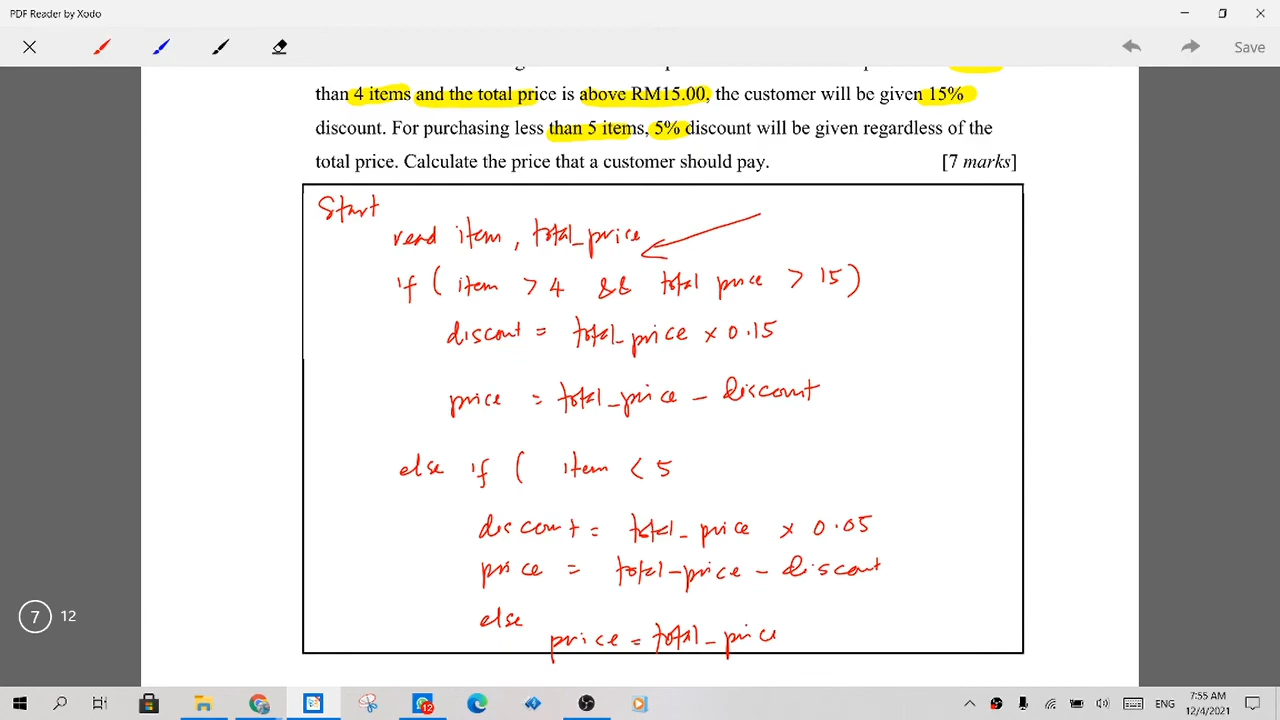 PDF Reader by Xodo
Save
than 4 items and the total price is above RM15.00, the customer will be given 15%
discount. For purchasing less than 5 items, 5% discount will be given regardless of the
total price. Calculate the price that a customer should pay. [7 marks]
Start
read item, total_price
if ( item > 4 && total price > 15)
discount = total_price x 0.15
price = total_price - discount
else if ( item < 5
discount = total_price x 0.05
price = total-price - discount
else
price = total_price
7 12
12
ENG
7:55 AM
12/4/2021